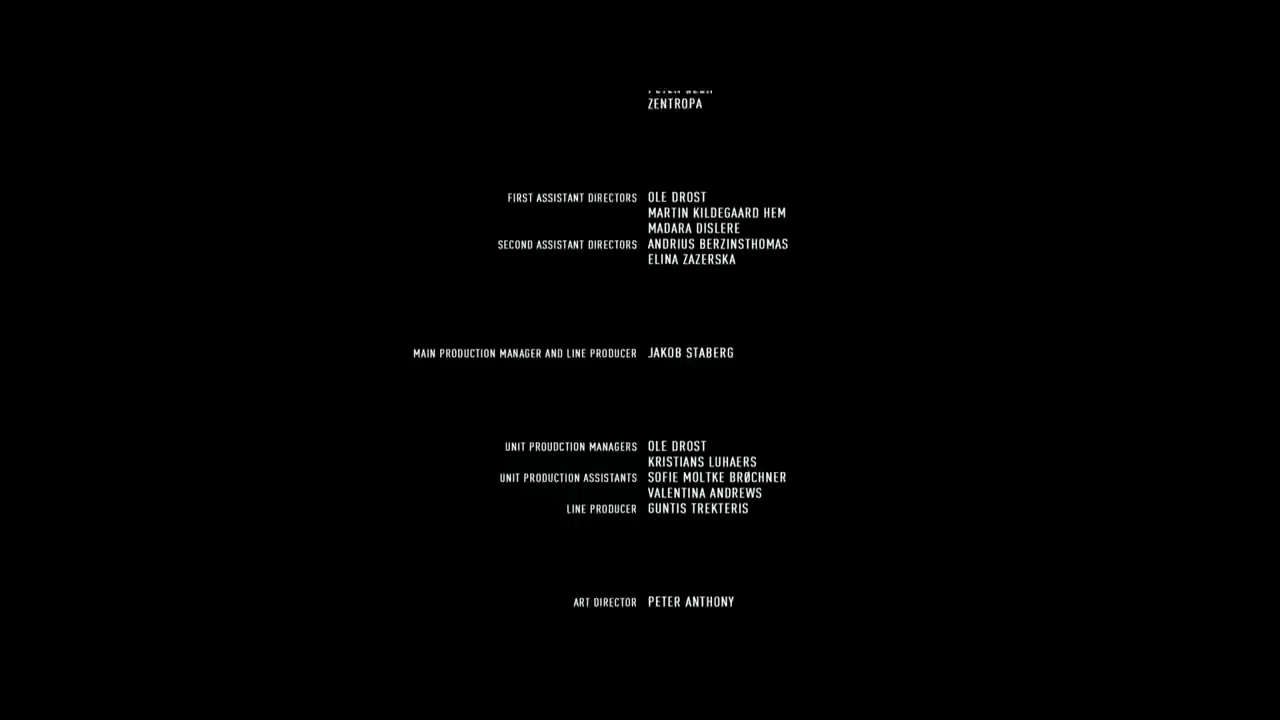 ZENTROPA
FIRST ASSISTANT DIRECTORS OLE DROST
MARTIN KILDEGAARD HEM
MADARA DISLERE
SECOND ASSISTANT DIRECTORS ANDRIUS BERZINSTHOMAS
ELINA ZAZERSKA
MAIN PRODUCTION MANAGER AND LINE PRODUCER JAKOB STABERG
UNIT PROUDCTION MANAGERS OLE DROST
KRISTIANS LUHAERS
UNIT PRODUCTION ASSISTANTS SOFIE MOLTKE BRØCHNER
VALENTINA ANDREWS
LINE PRODUCER GUNTIS TREKTERIS
ART DIRECTOR PETER ANTHONY